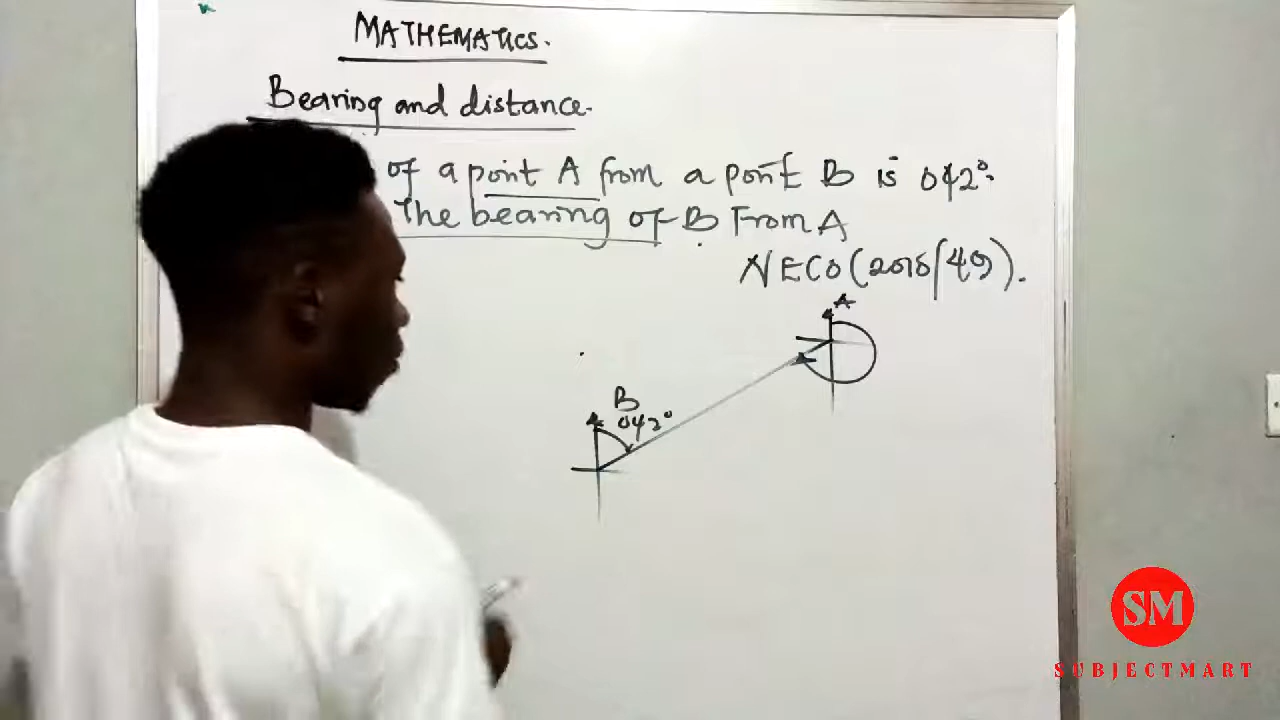 MATHEMATICS.
Bearing and distance.
of a point A from a point B is 042°.
The bearing of B From A
NECO (2018/49).
A
B
042°
SM
SUBJECTMART